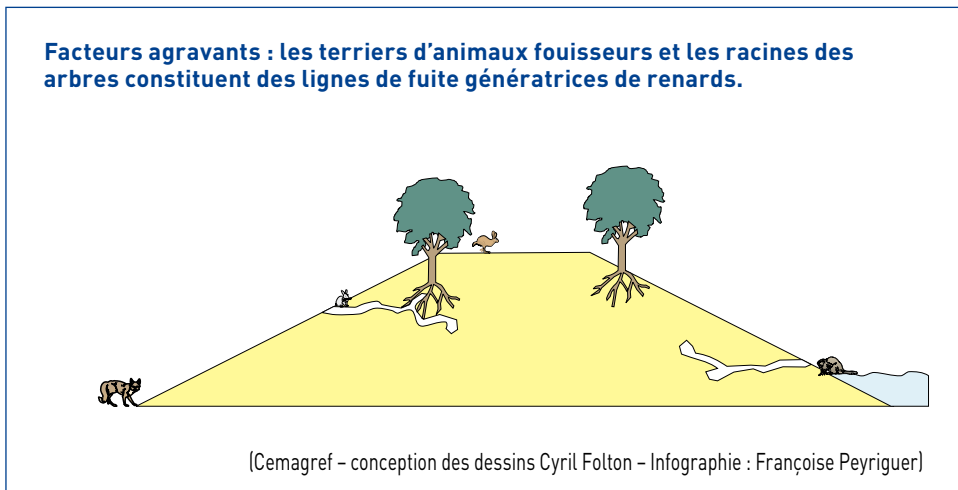 Facteurs agravants : les terriers d’animaux fouisseurs et les racines des
arbres constituent des lignes de fuite génératrices de renards.
(Cemagref – conception des dessins Cyril Folton – Infographie : Françoise Peyriguer)